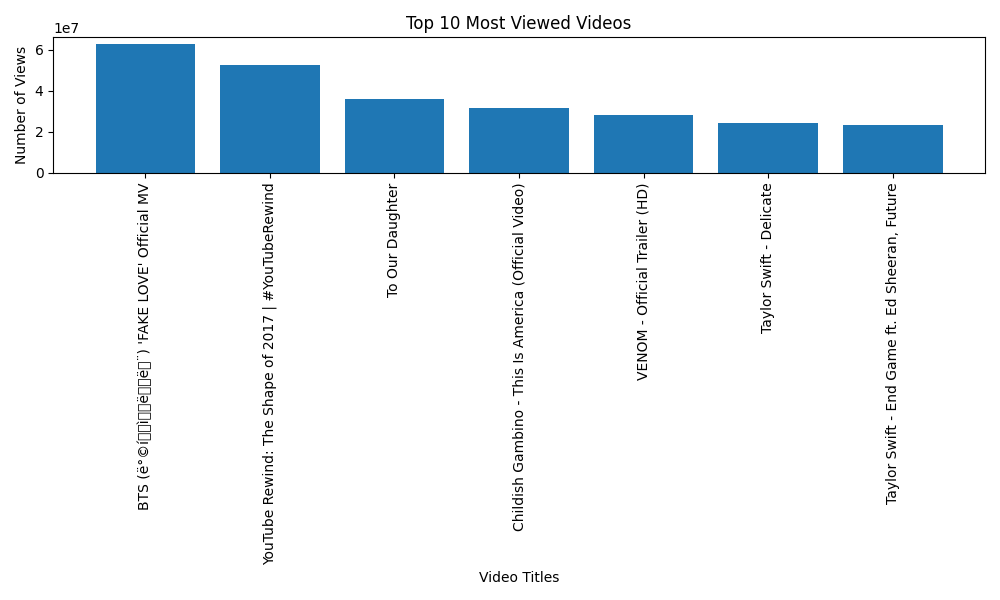 Top 10 Most Viewed Videos
1e7
Number of Views
6
4
2
0
BTS (ë°©í ì ë ë ¨) 'FAKE LOVE' Official MV
YouTube Rewind: The Shape of 2017 | #YouTubeRewind
To Our Daughter
Childish Gambino - This Is America (Official Video)
VENOM - Official Trailer (HD)
Taylor Swift - Delicate
Taylor Swift - End Game ft. Ed Sheeran, Future
Video Titles